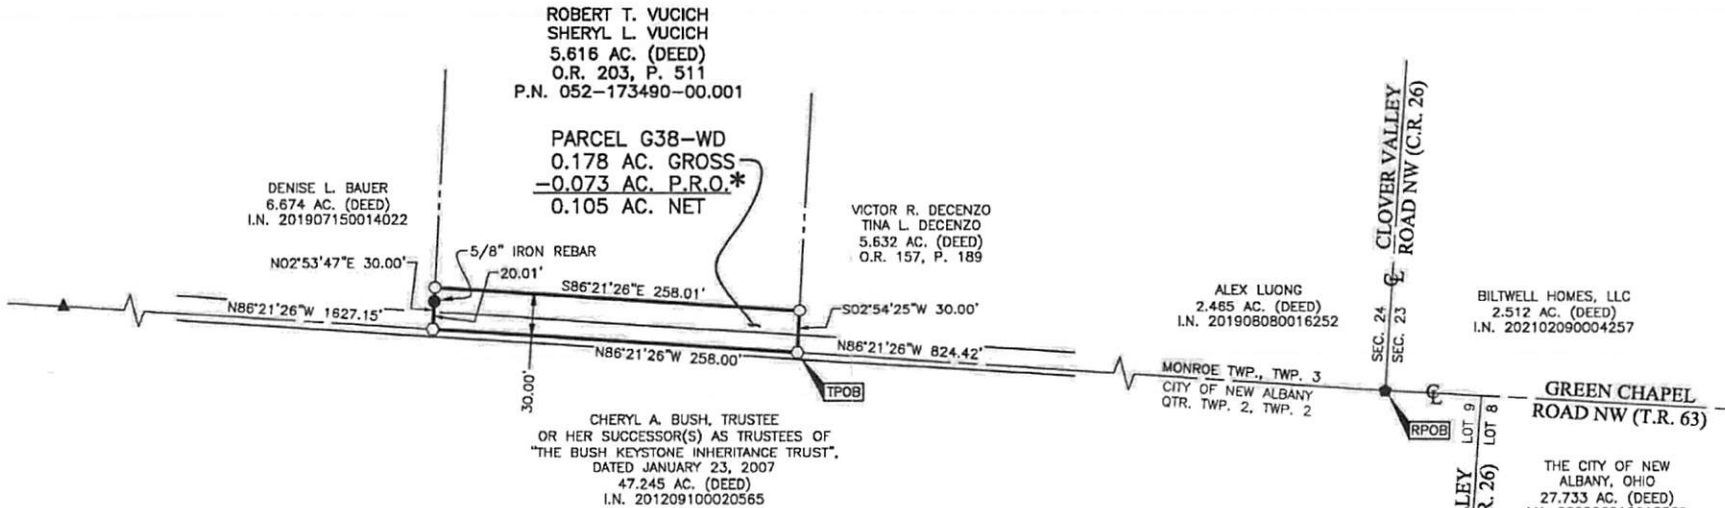 ROBERT T. VUCICH
SHERYL L. VUCICH
5.616 AC. (DEED)
O.R. 203, P. 511
P.N. 052-173490-00.001
PARCEL G38-WD
0.178 AC. GROSS
-0.073 AC. P.R.O.*
0.105 AC. NET
DENISE L. BAUER
6.674 AC. (DEED)
I.N. 201907150014022
VICTOR R. DECENZO
TINA L. DECENZO
5.632 AC. (DEED)
O.R. 157, P. 189
5/8" IRON REBAR
N02°53'47"E 30.00'
20.01'
S86°21'26"E 258.01'
S02°54'25"W 30.00'
N86°21'26"W 1627.15'
N86°21'26"W 258.00'
N86°21'26"W 824.42'
30.00'
TPOB
CHERYL A. BUSH, TRUSTEE
OR HER SUCCESSOR(S) AS TRUSTEES OF
"THE BUSH KEYSTONE INHERITANCE TRUST",
DATED JANUARY 23, 2007
47.245 AC. (DEED)
I.N. 201209100020565
ALEX LUONG
2.465 AC. (DEED)
I.N. 201908080016252
MONROE TWP., TWP. 3
CITY OF NEW ALBANY
QTR. TWP. 2, TWP. 2
CLOVER VALLEY
ROAD NW (C.R. 26)
SEC. 24
SEC. 23
BILTWELL HOMES, LLC
2.512 AC. (DEED)
I.N. 202102090004257
GREEN CHAPEL
ROAD NW (T.R. 63)
RPOB
LOT 9
LOT 8
THE CITY OF NEW
ALBANY, OHIO
27.733 AC. (DEED)